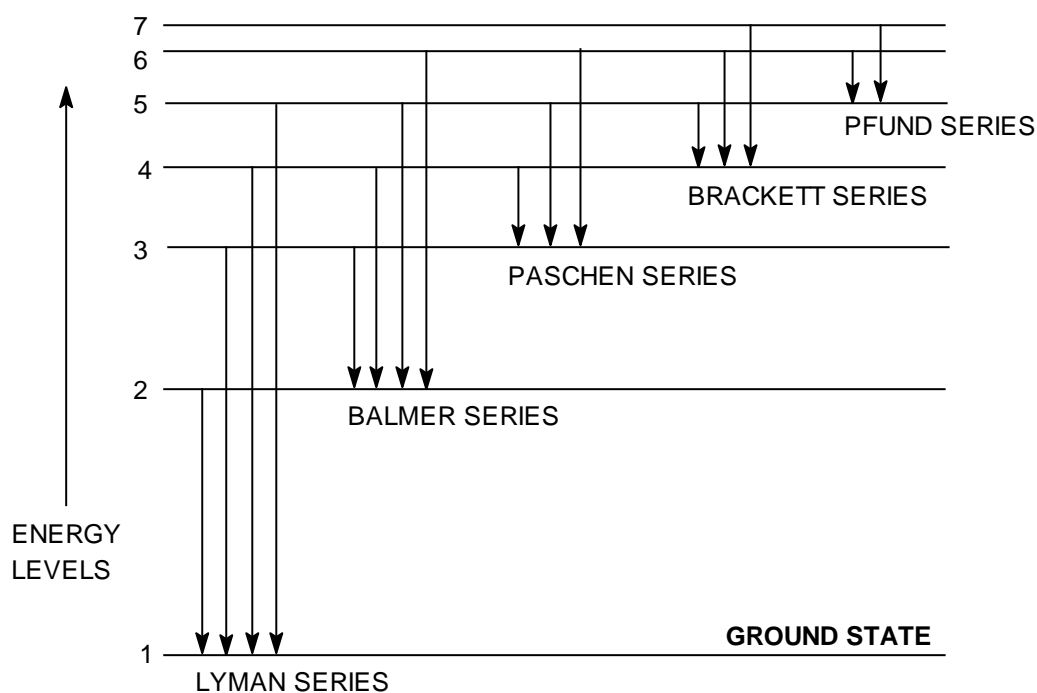 7
6
5
PFUND SERIES
4
BRACKETT SERIES
3
PASCHEN SERIES
2
BALMER SERIES
ENERGY
LEVELS
GROUND STATE
1
LYMAN SERIES